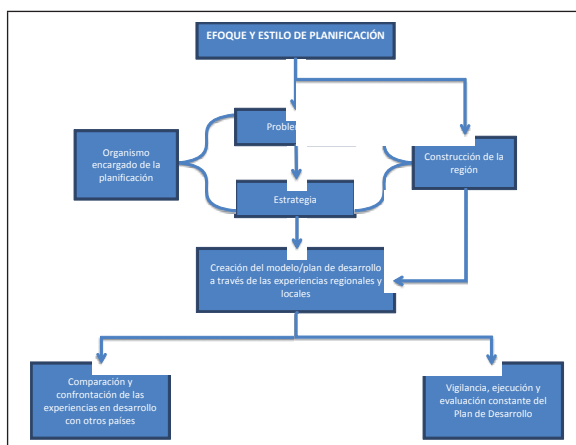 EFOQUE Y ESTILO DE PLANIFICACIÓN
Organismo
encargado de la
planificación
Construcción de la
región
Estrategia
Creación del modelo/plan de desarrollo
a través de las experiencias regionales y
locales
Comparación y
confrontación de las
experiencias en desarrollo
con otros países
Vigilancia, ejecución y
evaluación constante del
Plan de Desarrollo